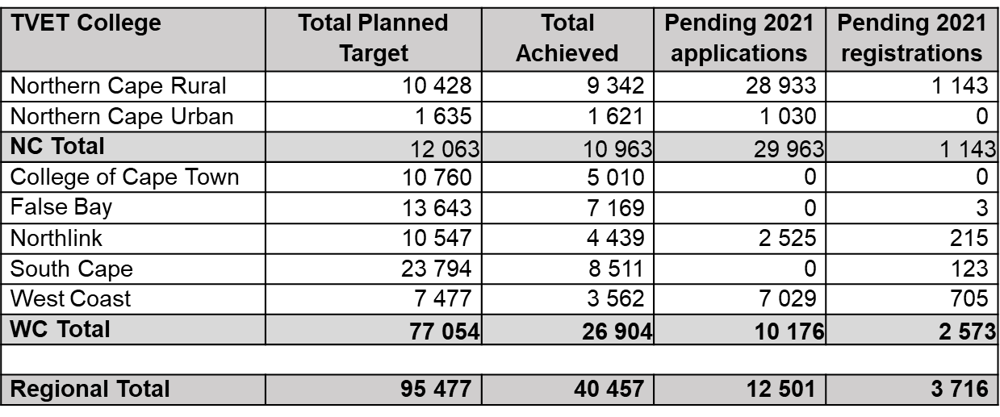 TVET College Total Planned Target Total Achieved Pending 2021 applications Pending 2021 registrations
Northern Cape Rural 10 428 9 342 28 933 1 143
Northern Cape Urban 1 635 1 621 1 030 0
NC Total 12 063 10 963 29 963 1 143
College of Cape Town 10 760 5 010 0 0
False Bay 13 643 7 169 0 3
Northlink 10 547 4 439 2 525 215
South Cape 23 794 8 511 0 123
West Coast 7 477 3 562 7 029 705
WC Total 77 054 26 904 10 176 2 573
Regional Total 95 477 40 457 12 501 3 716